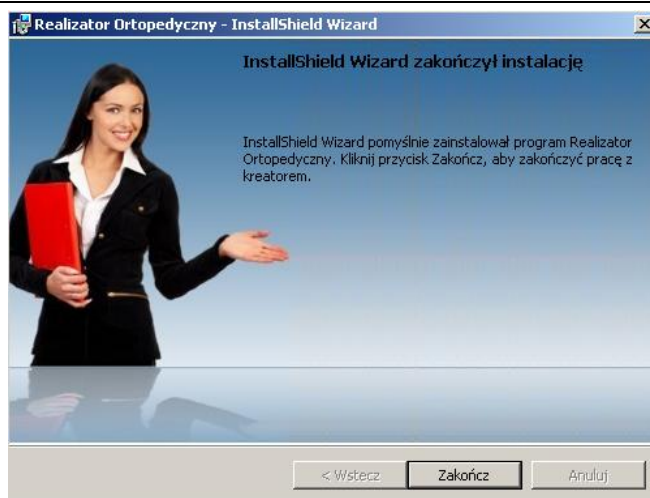 Realizator Ortopedyczny - InstallShield Wizard
InstallShield Wizard zakończył instalację
InstallShield Wizard pomyślnie zainstalował program Realizator
Ortopedyczny. Kliknij przycisk Zakończ, aby zakończyć pracę z
kreatorem.
< Wstecz Zakończ Anuluj